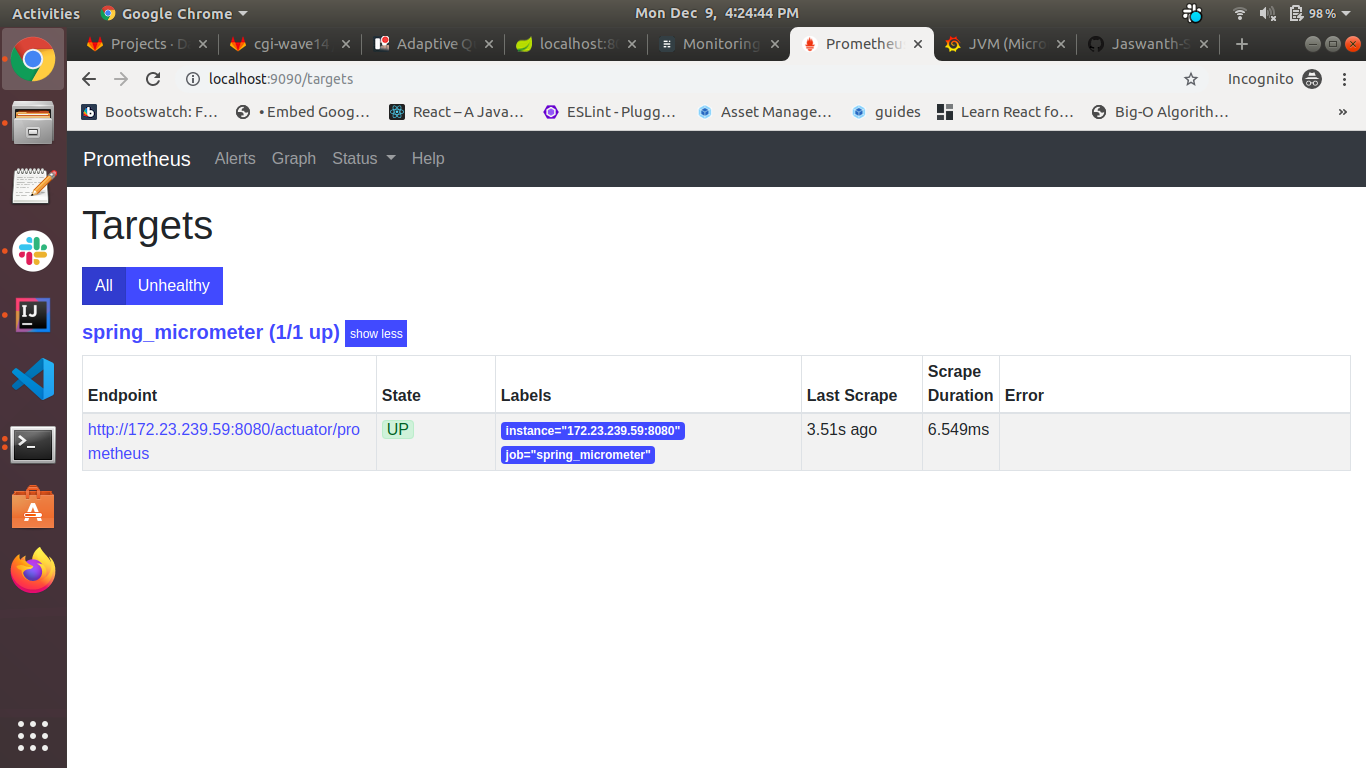 Activities Google Chrome Mon Dec 9, 4:24:44 PM 98 %
Projects · D cgi-wave14 Adaptive Q localhost:80 Monitoring Prometheu JVM (Micro Jaswanth-S
localhost:9090/targets Incognito
Bootswatch: F… • Embed Goog… React – A Java… ESLint - Plugg… Asset Manage… guides Learn React fo… Big-O Algorith… »
Prometheus Alerts Graph Status Help
Targets
All Unhealthy
spring_micrometer (1/1 up) show less
Endpoint State Labels Last Scrape Scrape Duration Error
http://172.23.239.59:8080/actuator/pro UP instance="172.23.239.59:8080" 3.51s ago 6.549ms
metheus job="spring_micrometer"